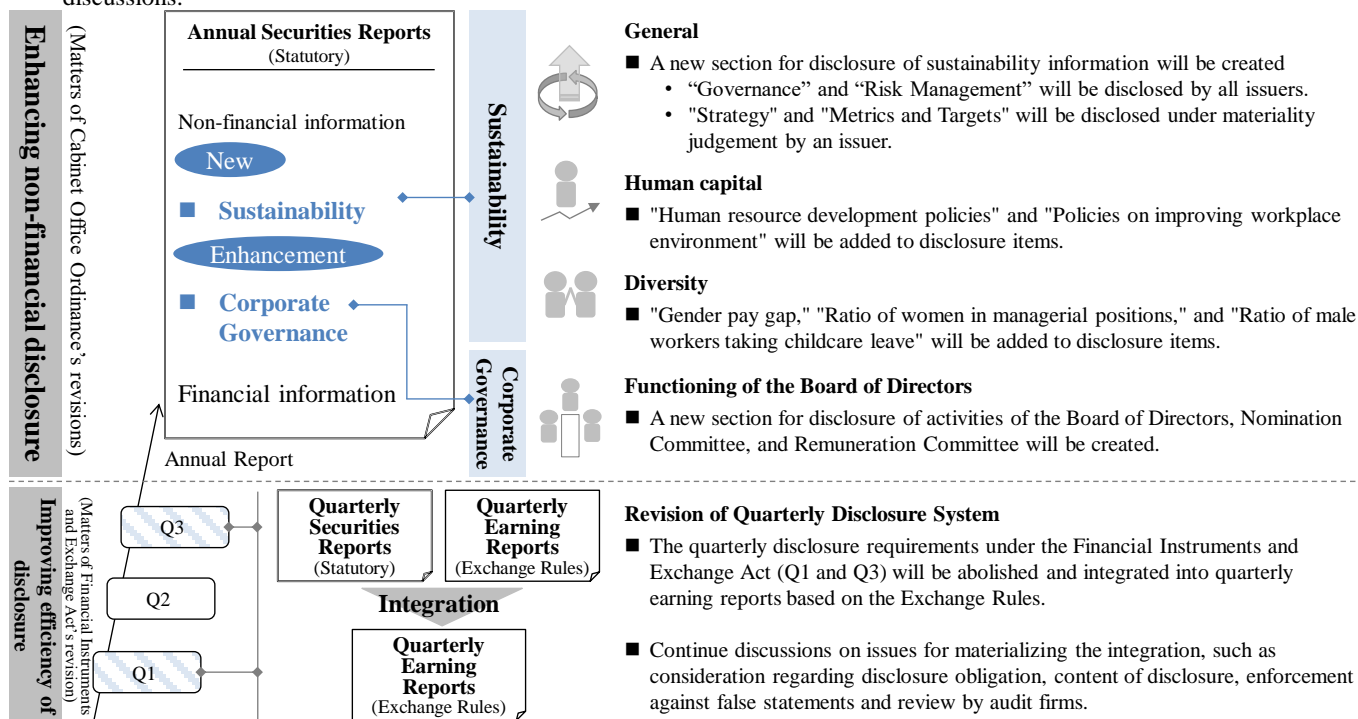 discussions.
Enhancing non-financial disclosure
(Matters of Cabinet Office Ordinance's revisions)
Annual Securities Reports
(Statutory)
Non-financial information
New
■ Sustainability
Enhancement
■ Corporate
Governance
Financial information
Annual Report
Sustainability
Corporate
Governance
General
■ A new section for disclosure of sustainability information will be created
• “Governance” and “Risk Management” will be disclosed by all issuers.
• "Strategy" and "Metrics and Targets" will be disclosed under materiality
judgement by an issuer.
Human capital
■ "Human resource development policies" and "Policies on improving workplace
environment" will be added to disclosure items.
Diversity
■ "Gender pay gap," "Ratio of women in managerial positions," and "Ratio of male
workers taking childcare leave" will be added to disclosure items.
Functioning of the Board of Directors
■ A new section for disclosure of activities of the Board of Directors, Nomination
Committee, and Remuneration Committee will be created.
Improving efficiency of
disclosure
(Matters of Financial Instruments
and Exchange Act's revision)
Q3
Q2
Q1
Quarterly
Securities
Reports
(Statutory)
Quarterly
Earning
Reports
(Exchange Rules)
Integration
Quarterly
Earning
Reports
(Exchange Rules)
Revision of Quarterly Disclosure System
■ The quarterly disclosure requirements under the Financial Instruments and
Exchange Act (Q1 and Q3) will be abolished and integrated into quarterly
earning reports based on the Exchange Rules.
■ Continue discussions on issues for materializing the integration, such as
consideration regarding disclosure obligation, content of disclosure, enforcement
against false statements and review by audit firms.